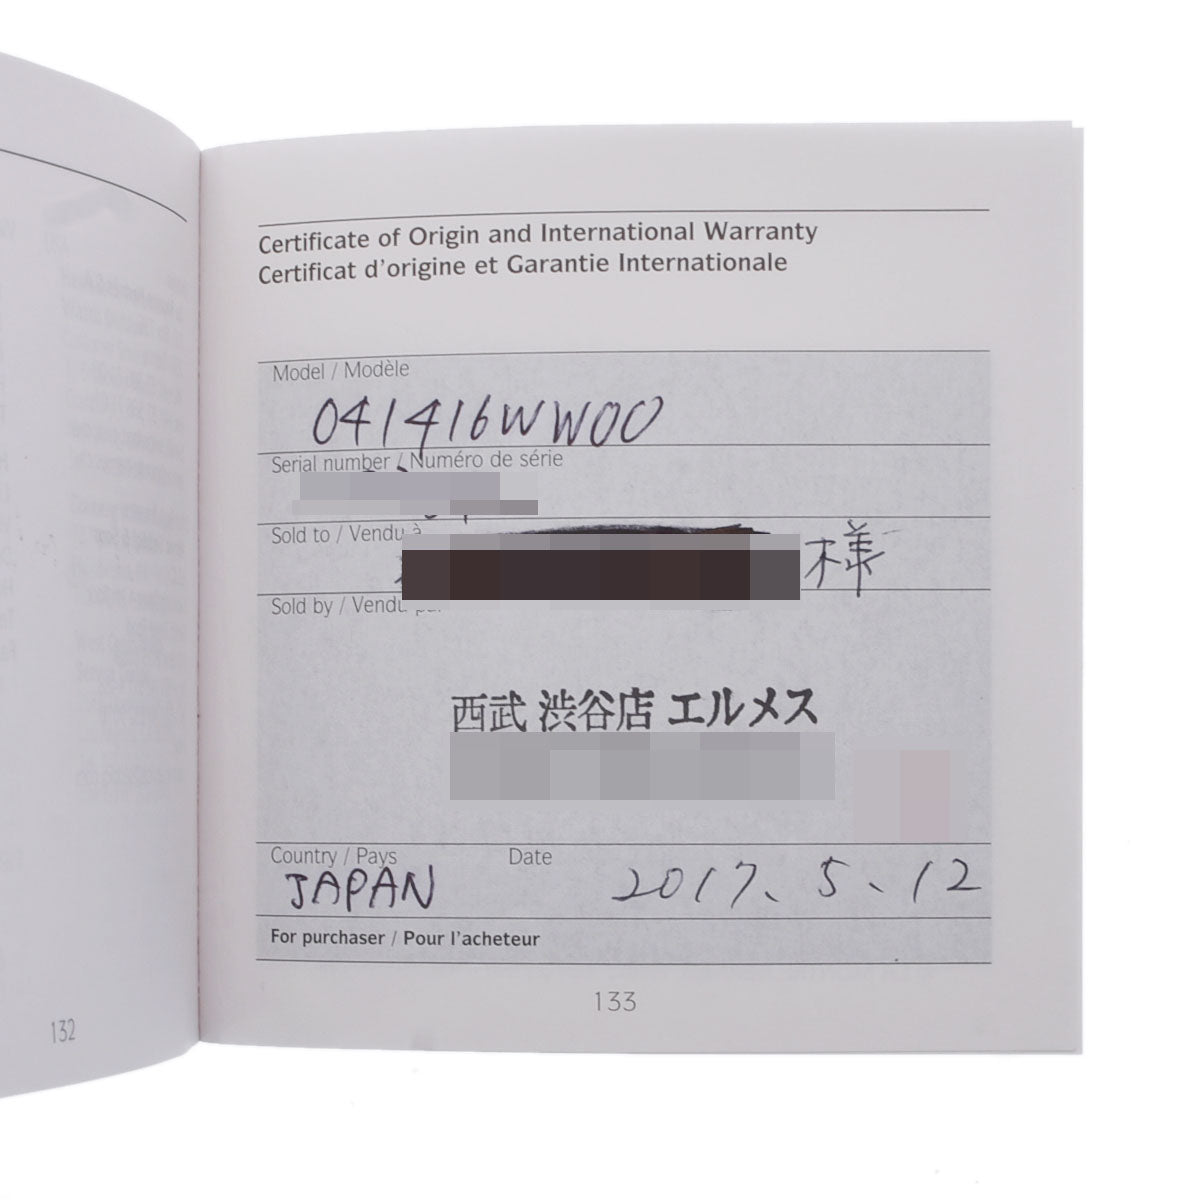 Certificate of Origin and International Warranty
Certificat d'origine et Garantie Internationale
Model / Modèle
041416WW00
Serial number / Numéro de série
Sold to / Vendu à
様
Sold by / Vendu
西武 渋谷店 エルメス
Country / Pays
Date
JAPAN
2017、5、12
For purchaser / Pour l'acheteur
133
132